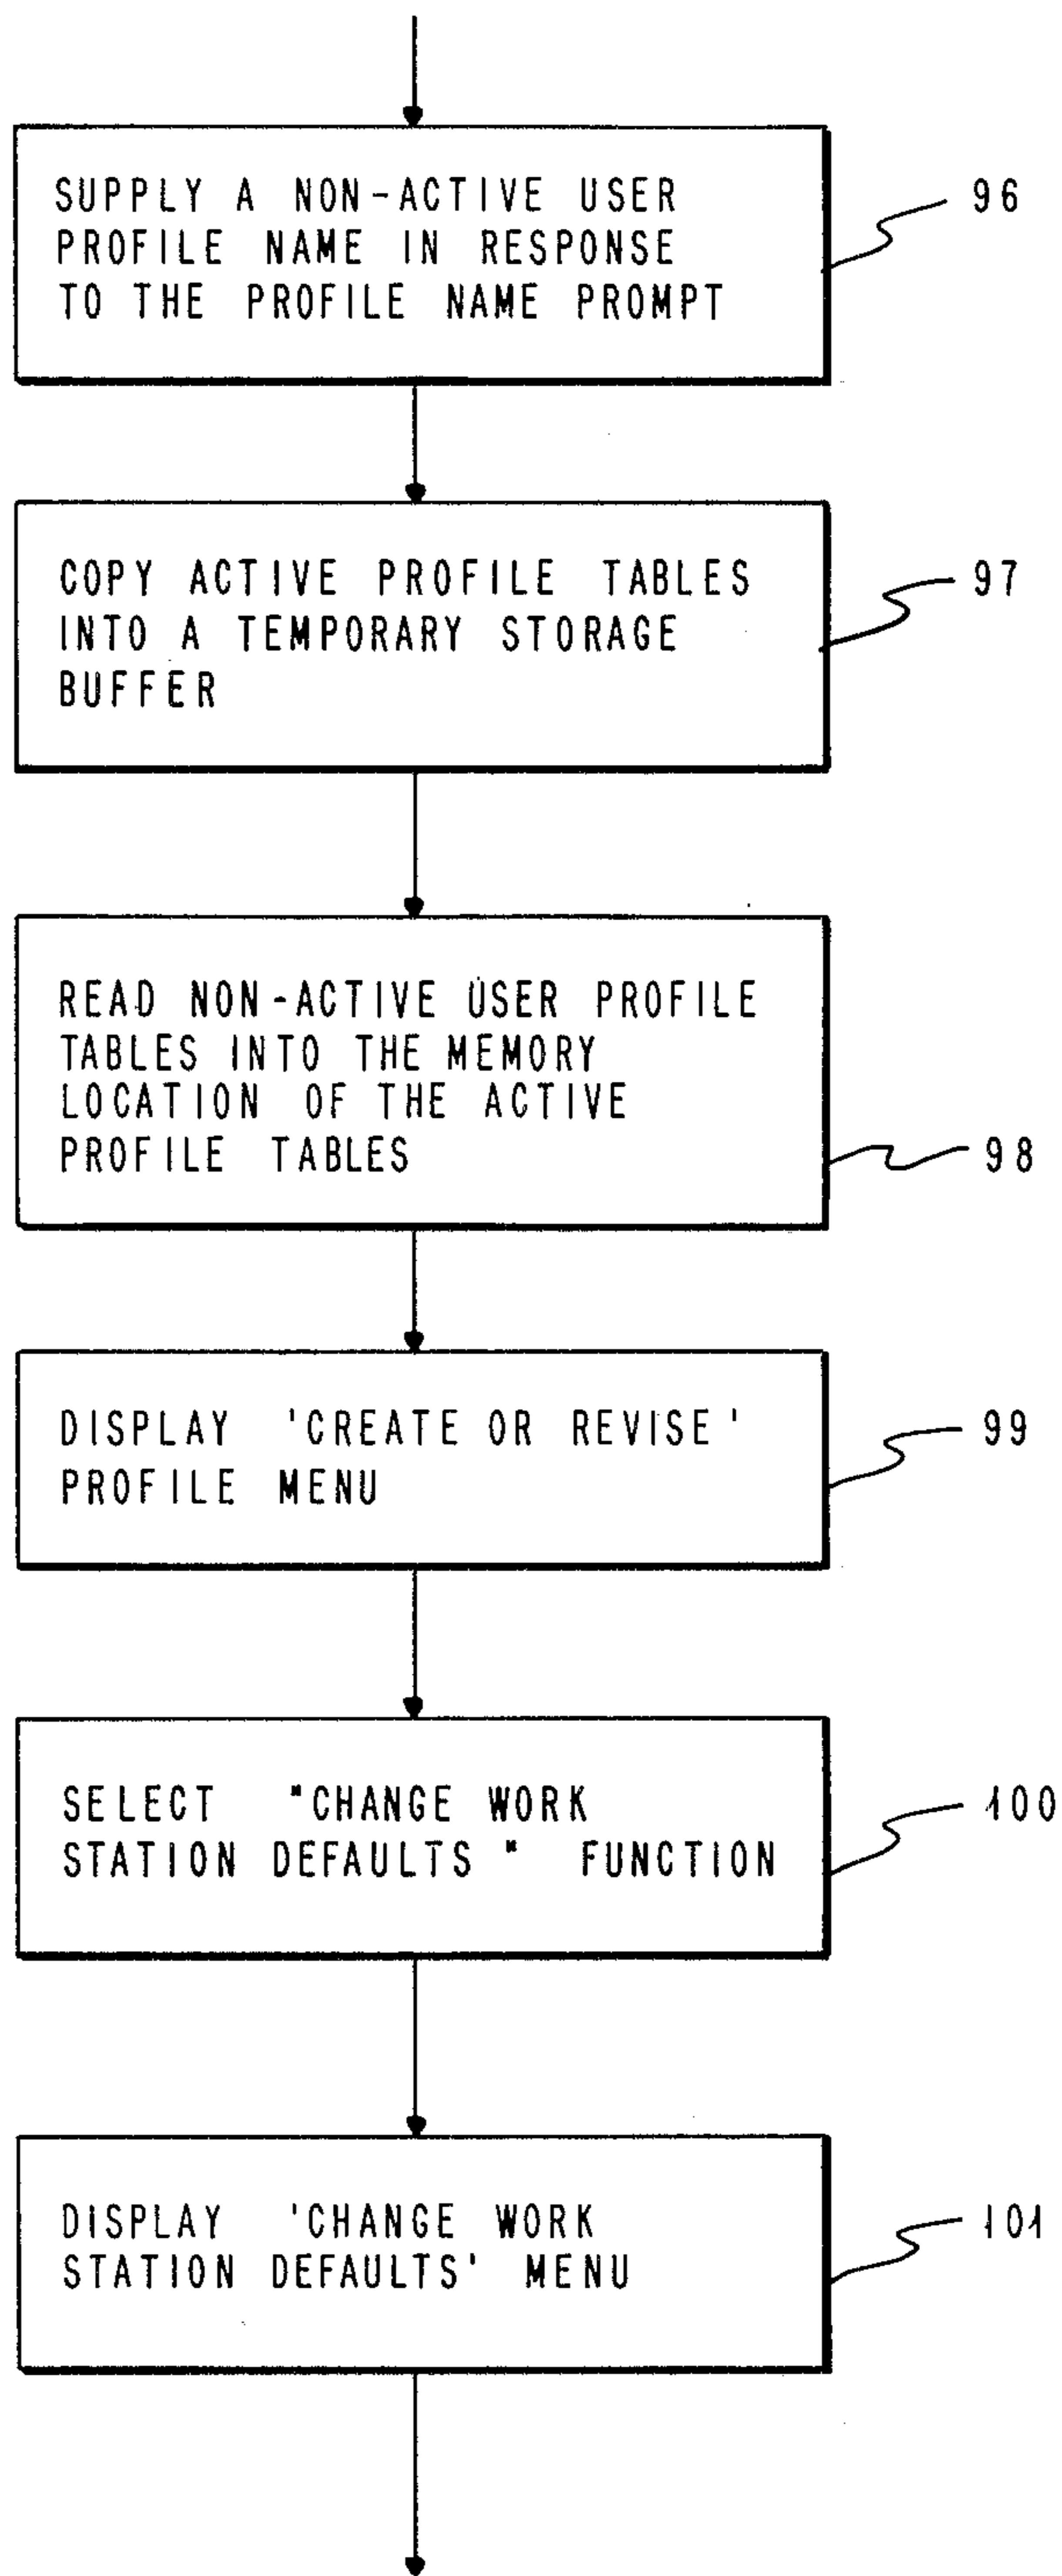 SUPPLY A NON-ACTIVE USER
PROFILE NAME IN RESPONSE
TO THE PROFILE NAME PROMPT
96
COPY ACTIVE PROFILE TABLES
INTO A TEMPORARY STORAGE
BUFFER
97
READ NON-ACTIVE USER PROFILE
TABLES INTO THE MEMORY
LOCATION OF THE ACTIVE
PROFILE TABLES
98
DISPLAY 'CREATE OR REVISE'
PROFILE MENU
99
SELECT "CHANGE WORK
STATION DEFAULTS" FUNCTION
100
DISPLAY 'CHANGE WORK
STATION DEFAULTS' MENU
101